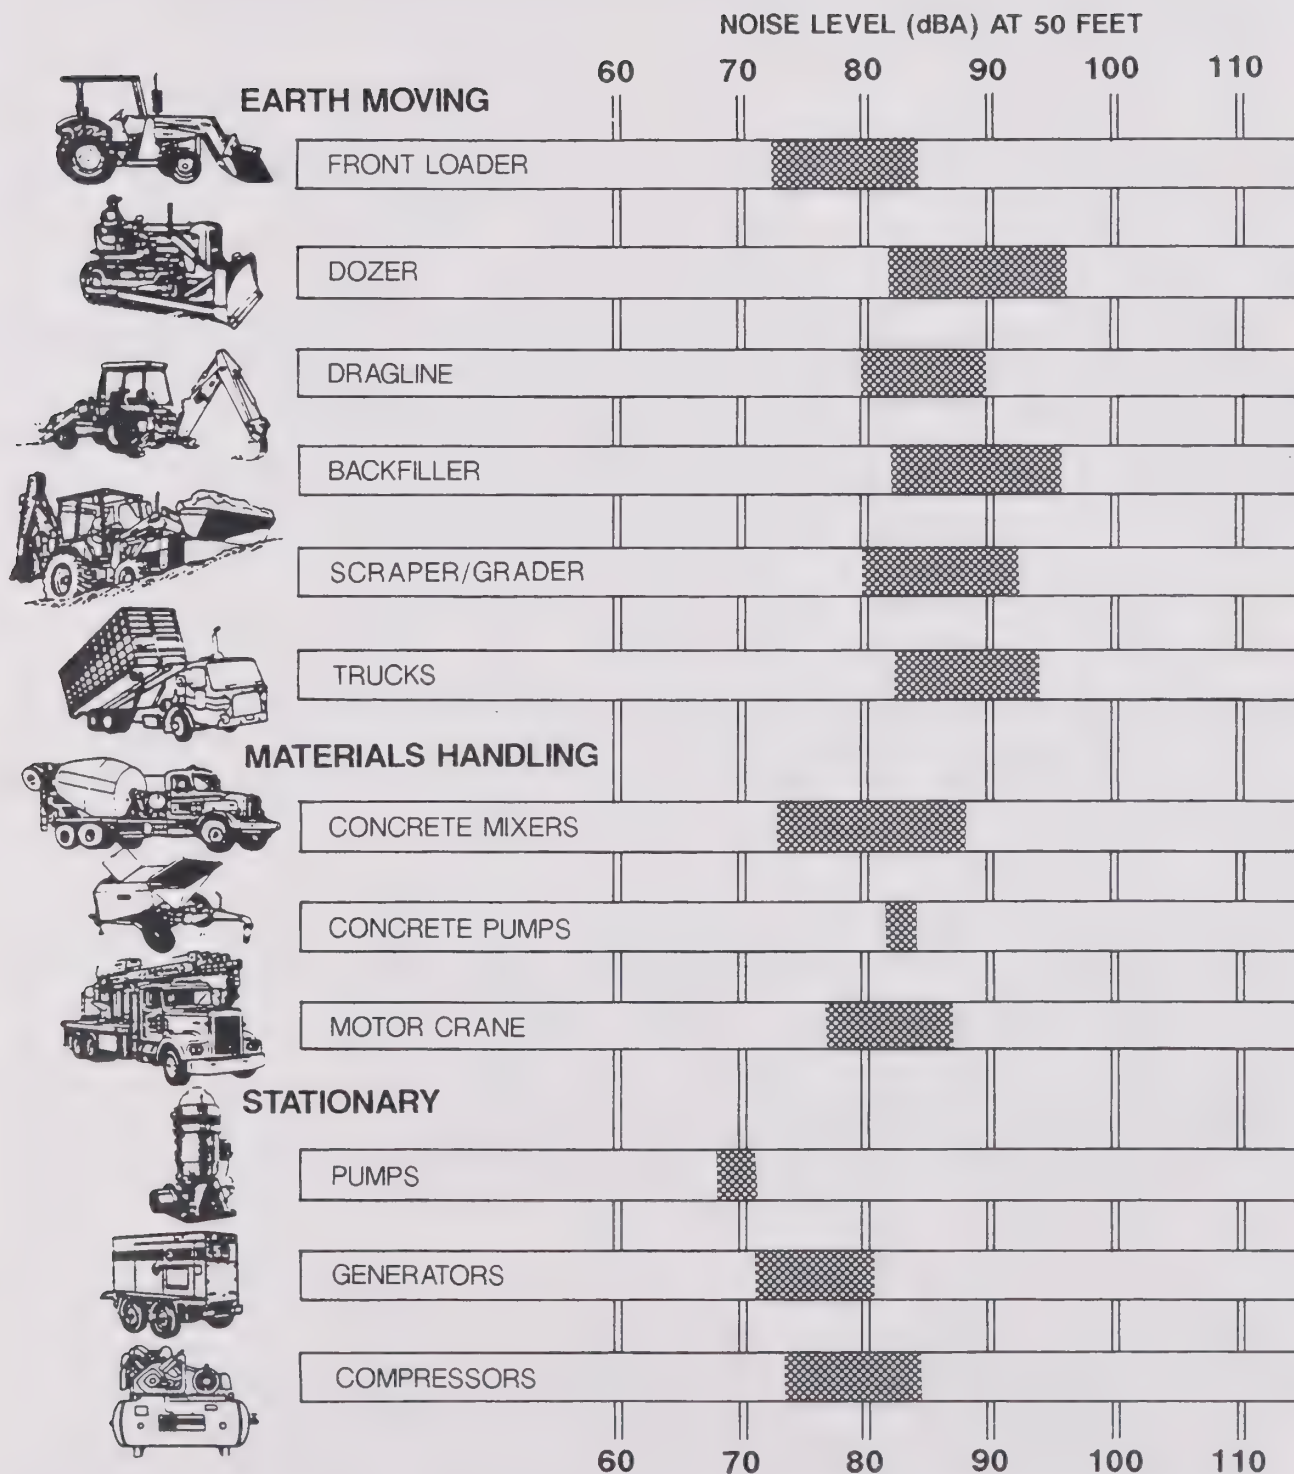 NOISE LEVEL (dBA) AT 50 FEET
60 70 80 90 100 110
EARTH MOVING
FRONT LOADER
DOZER
DRAGLINE
BACKFILLER
SCRAPER/GRADER
TRUCKS
MATERIALS HANDLING
CONCRETE MIXERS
CONCRETE PUMPS
MOTOR CRANE
STATIONARY
PUMPS
GENERATORS
COMPRESSORS
60 70 80 90 100 110